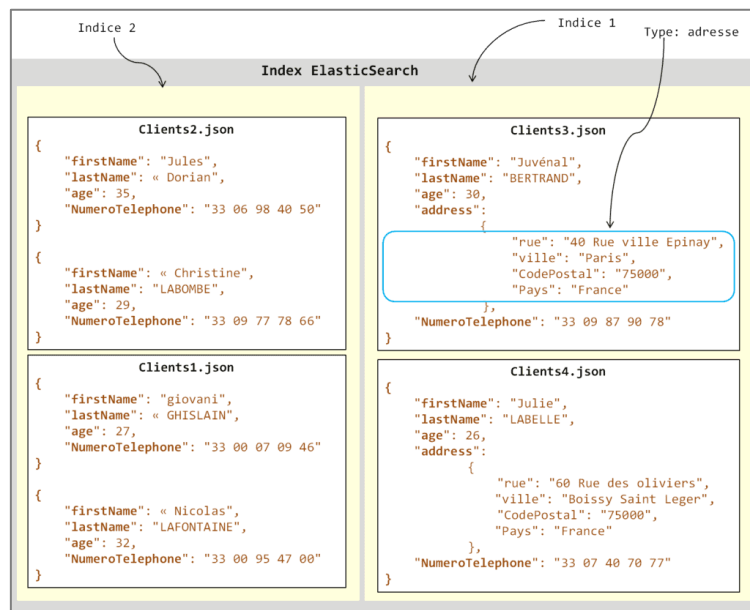 Indice 2
Indice 1
Type: adresse
Index ElasticSearch
Clients2.json
{
"firstName": "Jules",
"lastName": « Dorian",
"age": 35,
"NumeroTelephone": "33 06 98 40 50"
}
{
"firstName": « Christine",
"lastName": "LABOMBE",
"age": 29,
"NumeroTelephone": "33 09 77 78 66"
}
Clients1.json
{
"firstName": "giovani",
"lastName": « GHISLAIN",
"age": 27,
"NumeroTelephone": "33 00 07 09 46"
}
{
"firstName": « Nicolas",
"lastName": "LAFONTAINE",
"age": 32,
"NumeroTelephone": "33 00 95 47 00"
}
Clients3.json
{
"firstName": "Juvénal",
"lastName": "BERTRAND",
"age": 30,
"address":
{
"rue": "40 Rue ville Epinay",
"ville": "Paris",
"CodePostal": "75000",
"Pays": "France"
},
"NumeroTelephone": "33 09 87 90 78"
}
Clients4.json
{
"firstName": "Julie",
"lastName": "LABELLE",
"age": 26,
"address":
{
"rue": "60 Rue des oliviers",
"ville": "Boissy Saint Leger",
"CodePostal": "75000",
"Pays": "France"
},
"NumeroTelephone": "33 07 40 70 77"
}